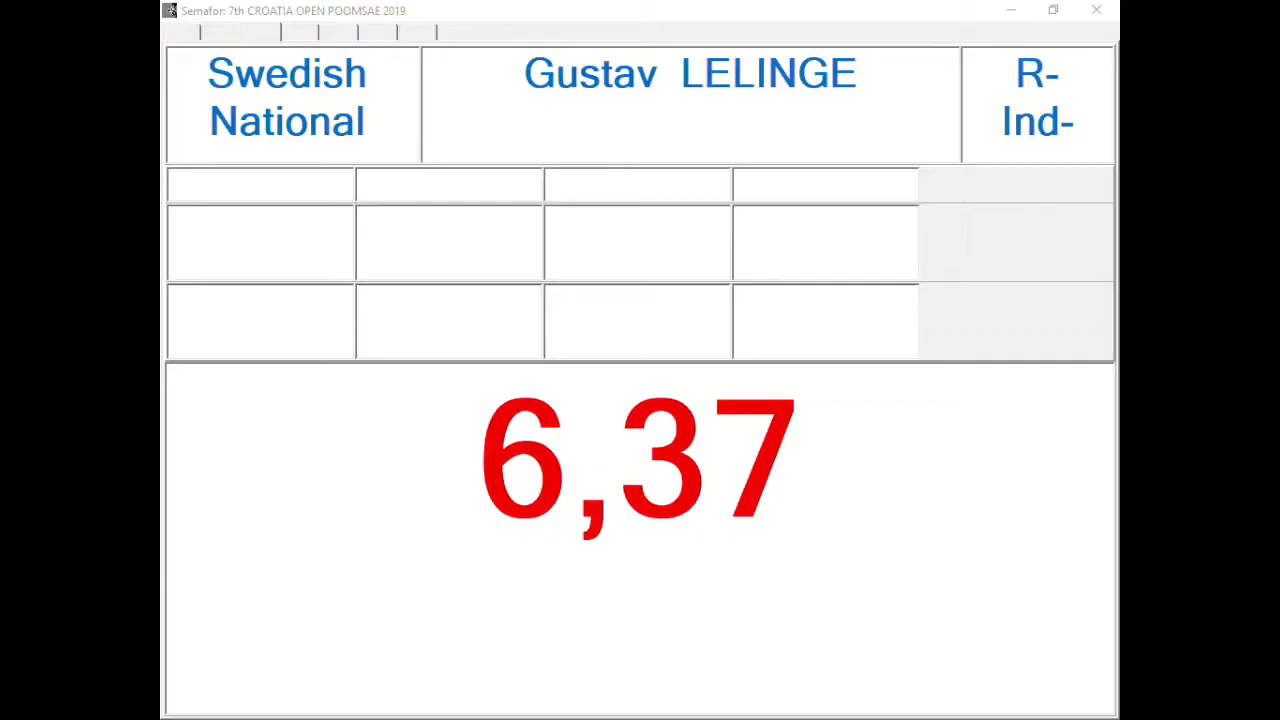 Semafor: 7th CROATIA OPEN POOMSAE 2019
Swedish
National
Gustav LELINGE
R-
Ind-
6,37